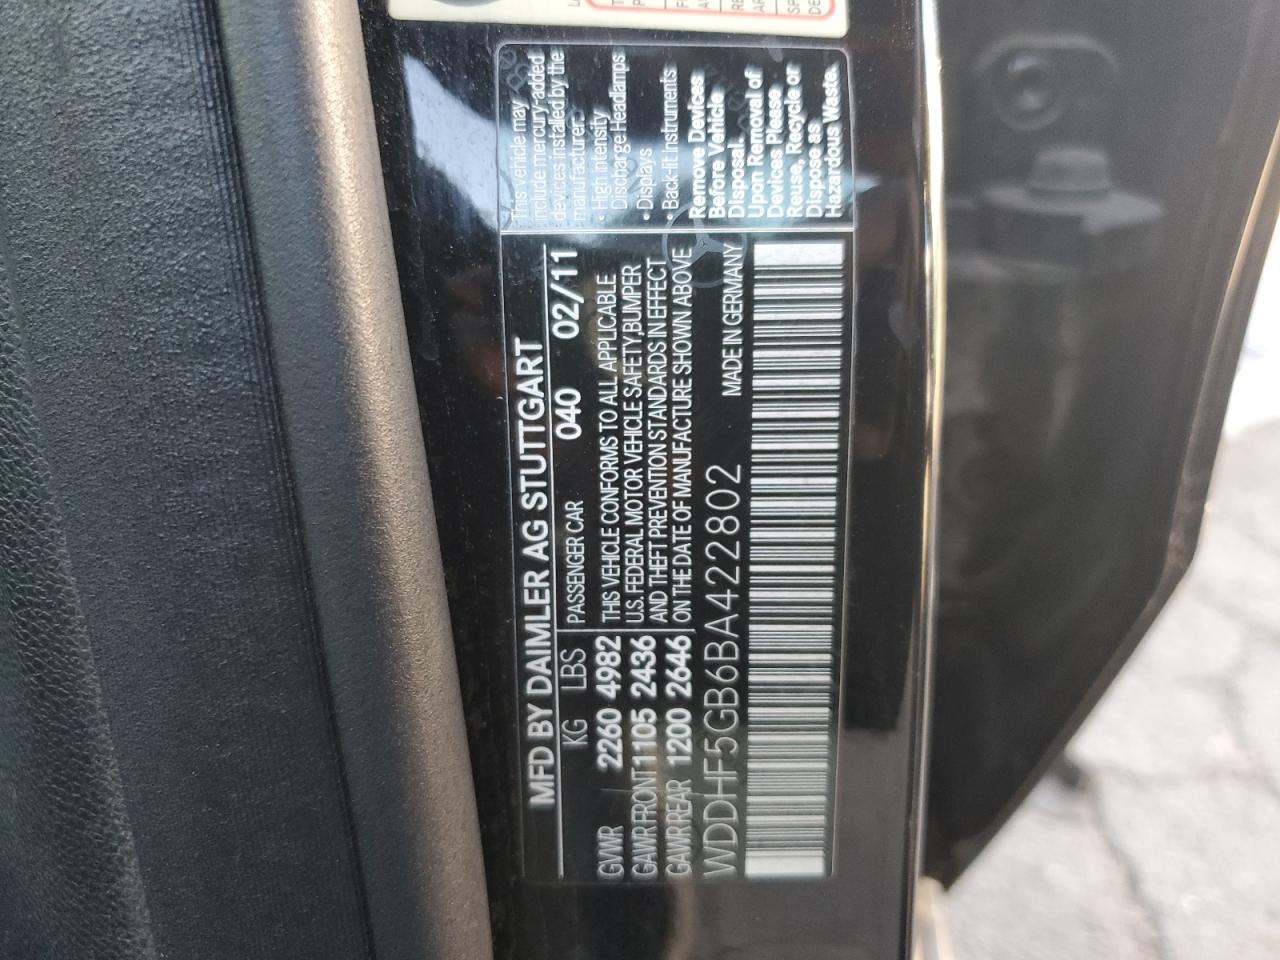 MFD BY DAIMLER AG STUTTGART
KG LBS PASSENGER CAR 040 02/11
GVWR 2260 4982
GAWR FRONT 1105 2436
GAWR REAR 1200 2646
THIS VEHICLE CONFORMS TO ALL APPLICABLE
U.S. FEDERAL MOTOR VEHICLE SAFETY,BUMPER
AND THEFT PREVENTION STANDARDS IN EFFECT
ON THE DATE OF MANUFACTURE SHOWN ABOVE
WDDHF5GB6BA422802 MADE IN GERMANY
This vehicle may
include mercury-added
devices installed by the
manufacturer:
• High Intensity
Discharge Headlamps
• Displays
• Back-lit Instruments
Remove Devices
Before Vehicle
Disposal.
Upon Removal of
Devices Please
Reuse, Recycle or
Dispose as
Hazardous Waste.